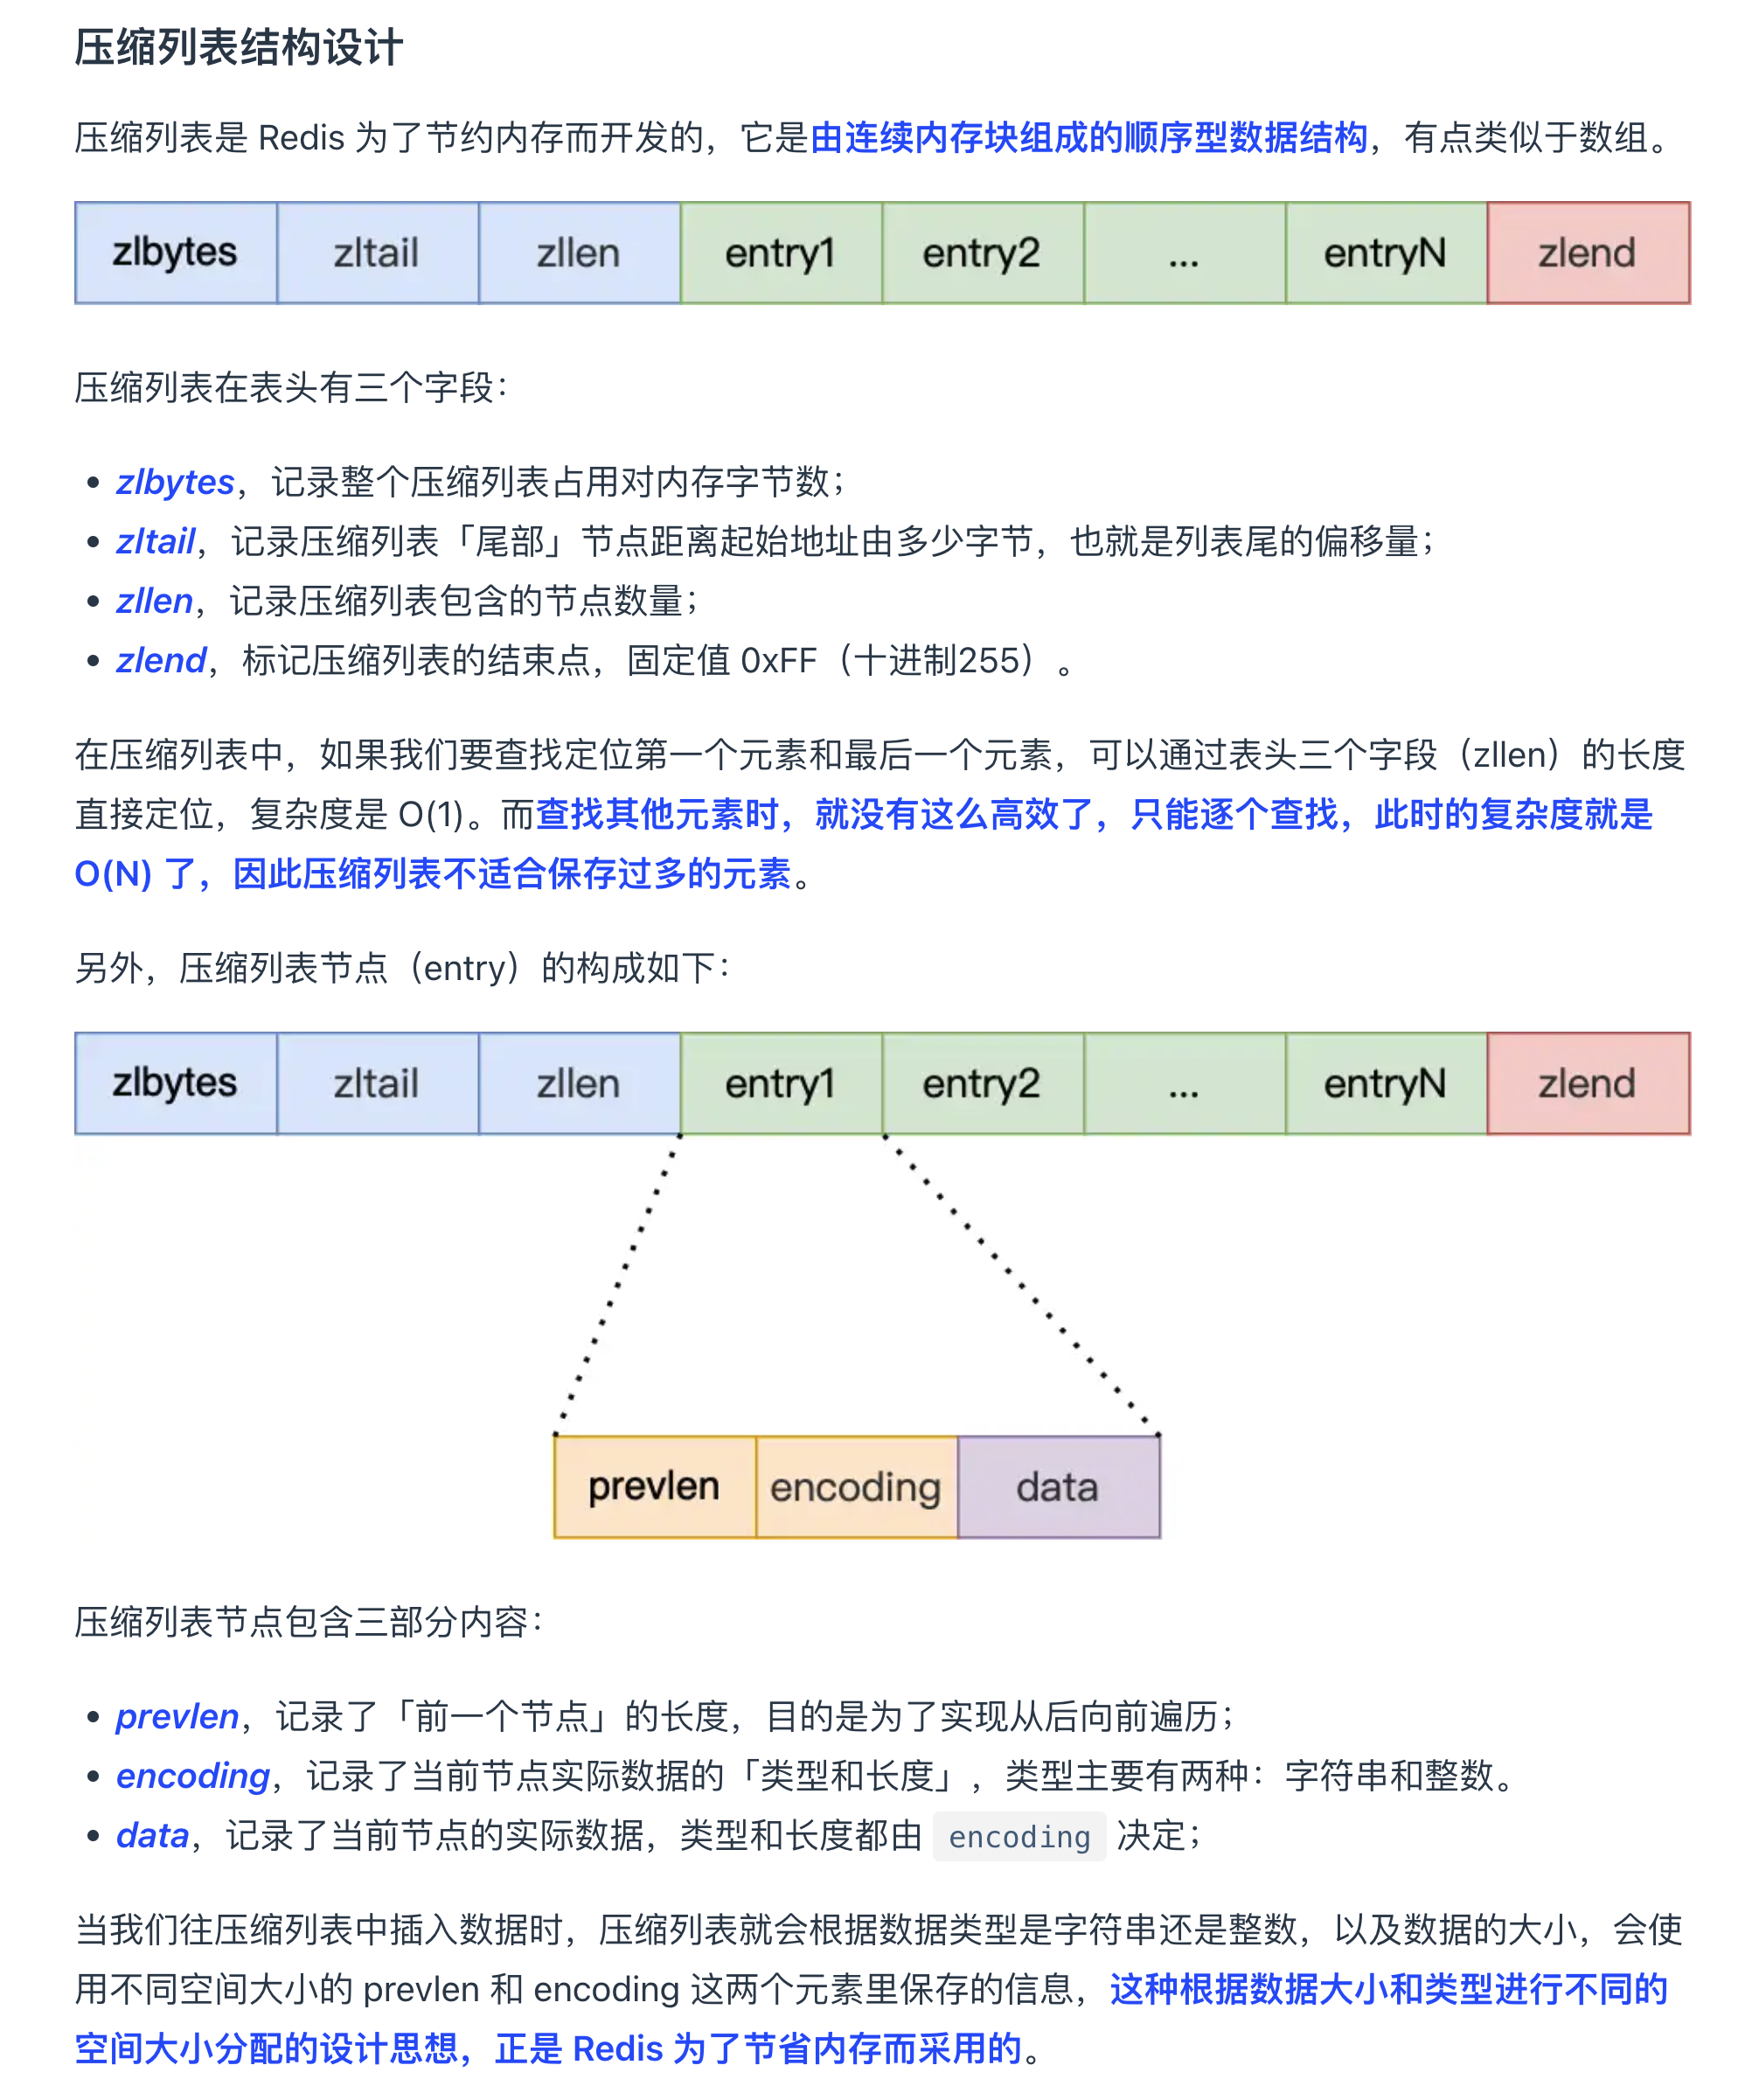 压缩列表结构设计
压缩列表是 Redis 为了节约内存而开发的，它是由连续内存块组成的顺序型数据结构，有点类似于数组。
zlbytes zltail zllen entry1 entry2 ... entryN zlend
压缩列表在表头有三个字段：
• zlbytes，记录整个压缩列表占用对内存字节数；
• zltail，记录压缩列表「尾部」节点距离起始地址由多少字节，也就是列表尾的偏移量；
• zllen，记录压缩列表包含的节点数量；
• zlend，标记压缩列表的结束点，固定值 0xFF（十进制255）。
在压缩列表中，如果我们要查找定位第一个元素和最后一个元素，可以通过表头三个字段（zllen）的长度
直接定位，复杂度是 O(1)。而查找其他元素时，就没有这么高效了，只能逐个查找，此时的复杂度就是
O(N) 了，因此压缩列表不适合保存过多的元素。
另外，压缩列表节点（entry）的构成如下：
zlbytes zltail zllen entry1 entry2 ... entryN zlend
prevlen encoding data
压缩列表节点包含三部分内容：
• prevlen，记录了「前一个节点」的长度，目的是为了实现从后向前遍历；
• encoding，记录了当前节点实际数据的「类型和长度」，类型主要有两种：字符串和整数。
• data，记录了当前节点的实际数据，类型和长度都由 encoding 决定；
当我们往压缩列表中插入数据时，压缩列表就会根据数据类型是字符串还是整数，以及数据的大小，会使
用不同空间大小的 prevlen 和 encoding 这两个元素里保存的信息，这种根据数据大小和类型进行不同的
空间大小分配的设计思想，正是 Redis 为了节省内存而采用的。